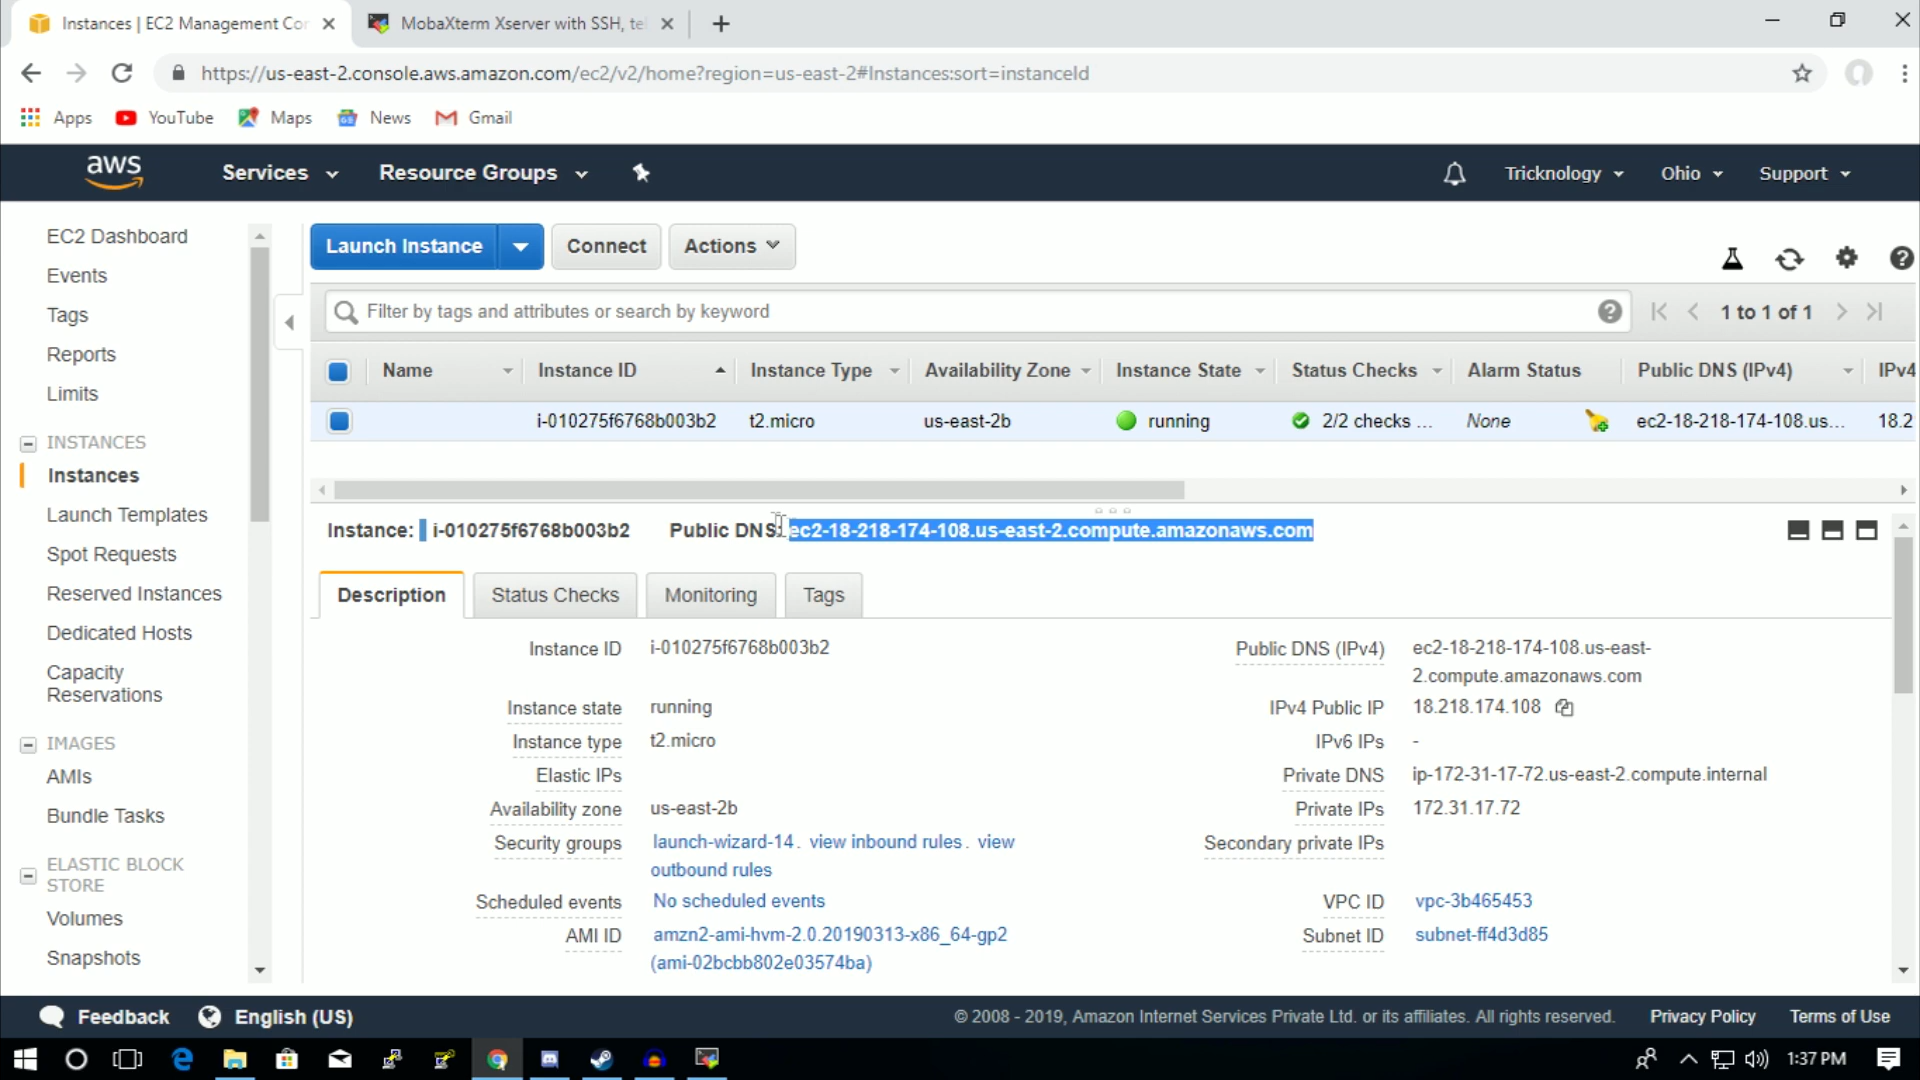 Instances | EC2 Management Cor
MobaXterm Xserver with SSH, tel
https://us-east-2.console.aws.amazon.com/ec2/v2/home?region=us-east-2#Instances:sort=instanceId
Apps YouTube Maps News Gmail
aws Services Resource Groups Tricknology Ohio Support
EC2 Dashboard
Events
Tags
Reports
Limits
INSTANCES
Instances
Launch Templates
Spot Requests
Reserved Instances
Dedicated Hosts
Capacity
Reservations
IMAGES
AMIs
Bundle Tasks
ELASTIC BLOCK
STORE
Volumes
Snapshots
Launch Instance Connect Actions
Filter by tags and attributes or search by keyword
1 to 1 of 1
Name Instance ID Instance Type Availability Zone Instance State Status Checks Alarm Status Public DNS (IPv4) IPv4
i-010275f6768b003b2 t2.micro us-east-2b running 2/2 checks ... None ec2-18-218-174-108.us... 18.2
Instance: i-010275f6768b003b2 Public DNS: ec2-18-218-174-108.us-east-2.compute.amazonaws.com
Description Status Checks Monitoring Tags
Instance ID i-010275f6768b003b2
Instance state running
Instance type t2.micro
Elastic IPs
Availability zone us-east-2b
Security groups launch-wizard-14. view inbound rules. view
outbound rules
Scheduled events No scheduled events
AMI ID amzn2-ami-hvm-2.0.20190313-x86_64-gp2
(ami-02bcbb802e03574ba)
Public DNS (IPv4) ec2-18-218-174-108.us-east-
2.compute.amazonaws.com
IPv4 Public IP 18.218.174.108
IPv6 IPs -
Private DNS ip-172-31-17-72.us-east-2.compute.internal
Private IPs 172.31.17.72
Secondary private IPs
VPC ID vpc-3b465453
Subnet ID subnet-ff4d3d85
Feedback English (US) © 2008 - 2019, Amazon Internet Services Private Ltd. or its affiliates. All rights reserved. Privacy Policy Terms of Use
1:37 PM